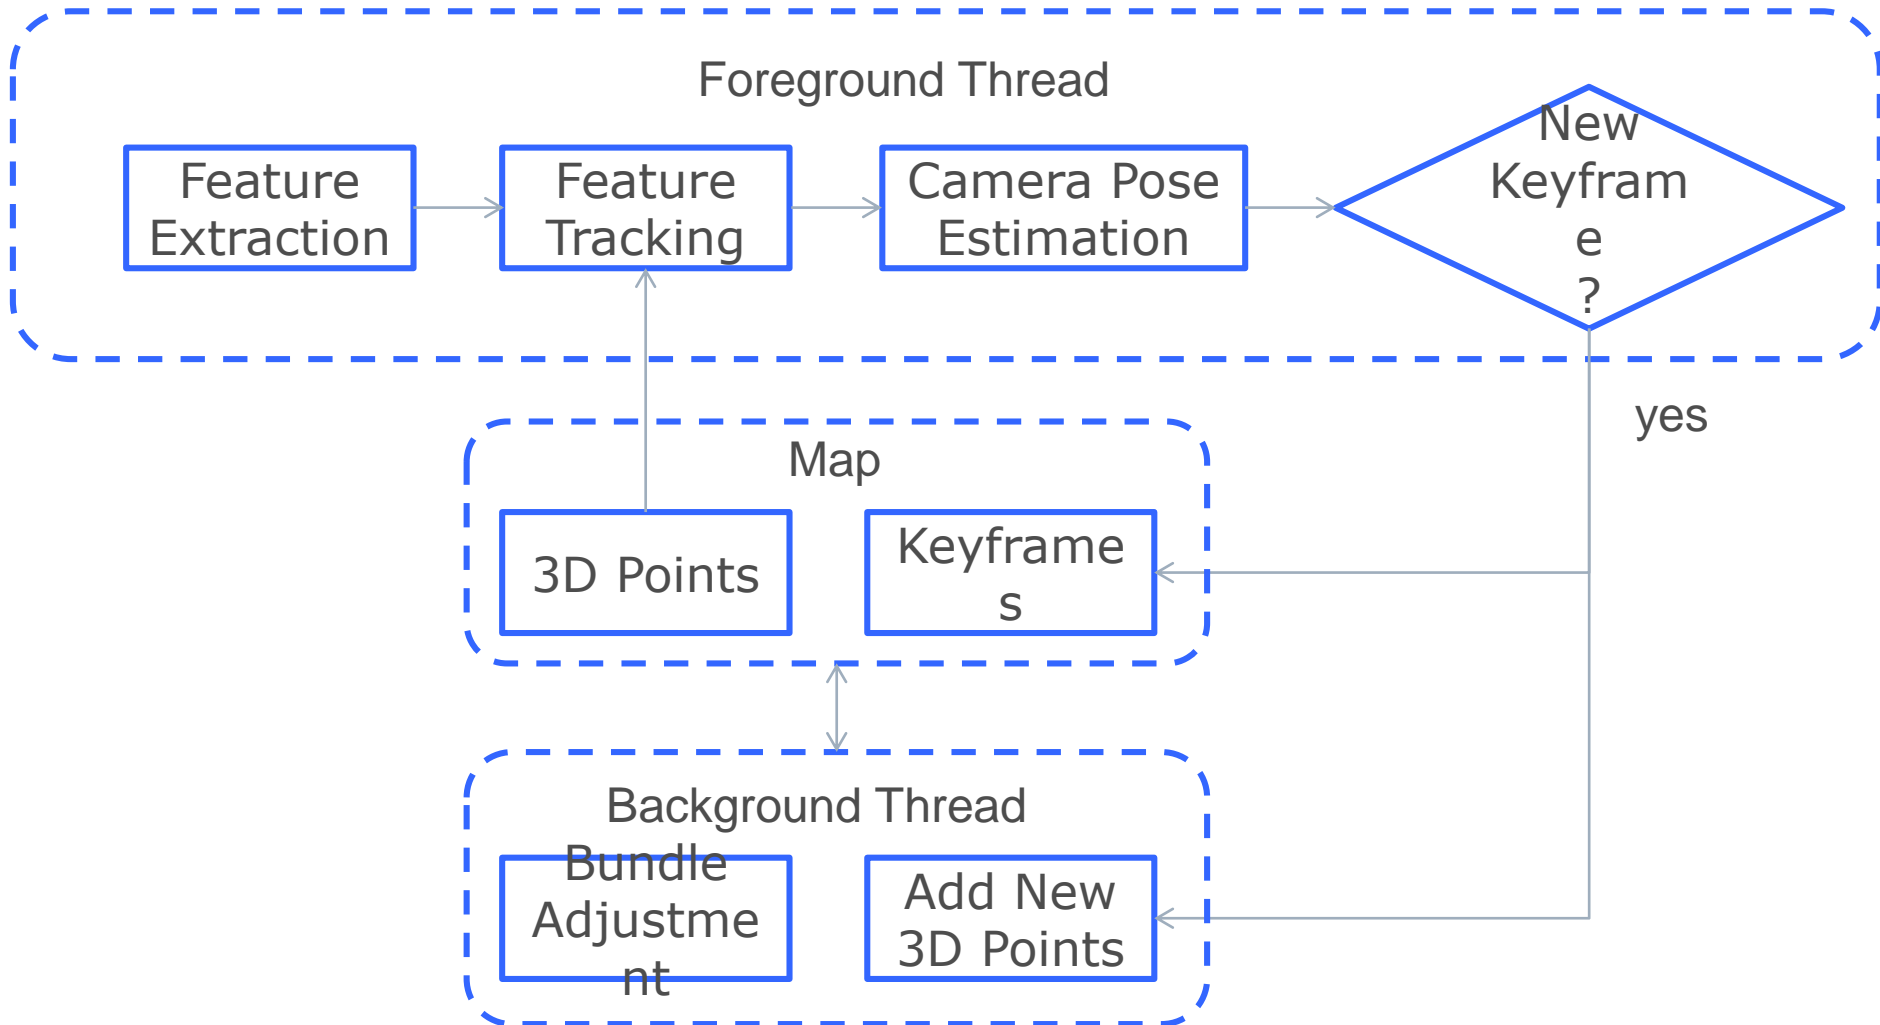 Foreground Thread
Feature
Extraction
Feature
Tracking
Camera Pose
Estimation
New
Keyfram
e
?
yes
Map
3D Points
Keyframe
s
Background Thread
Bundle
Adjustme
nt
Add New
3D Points